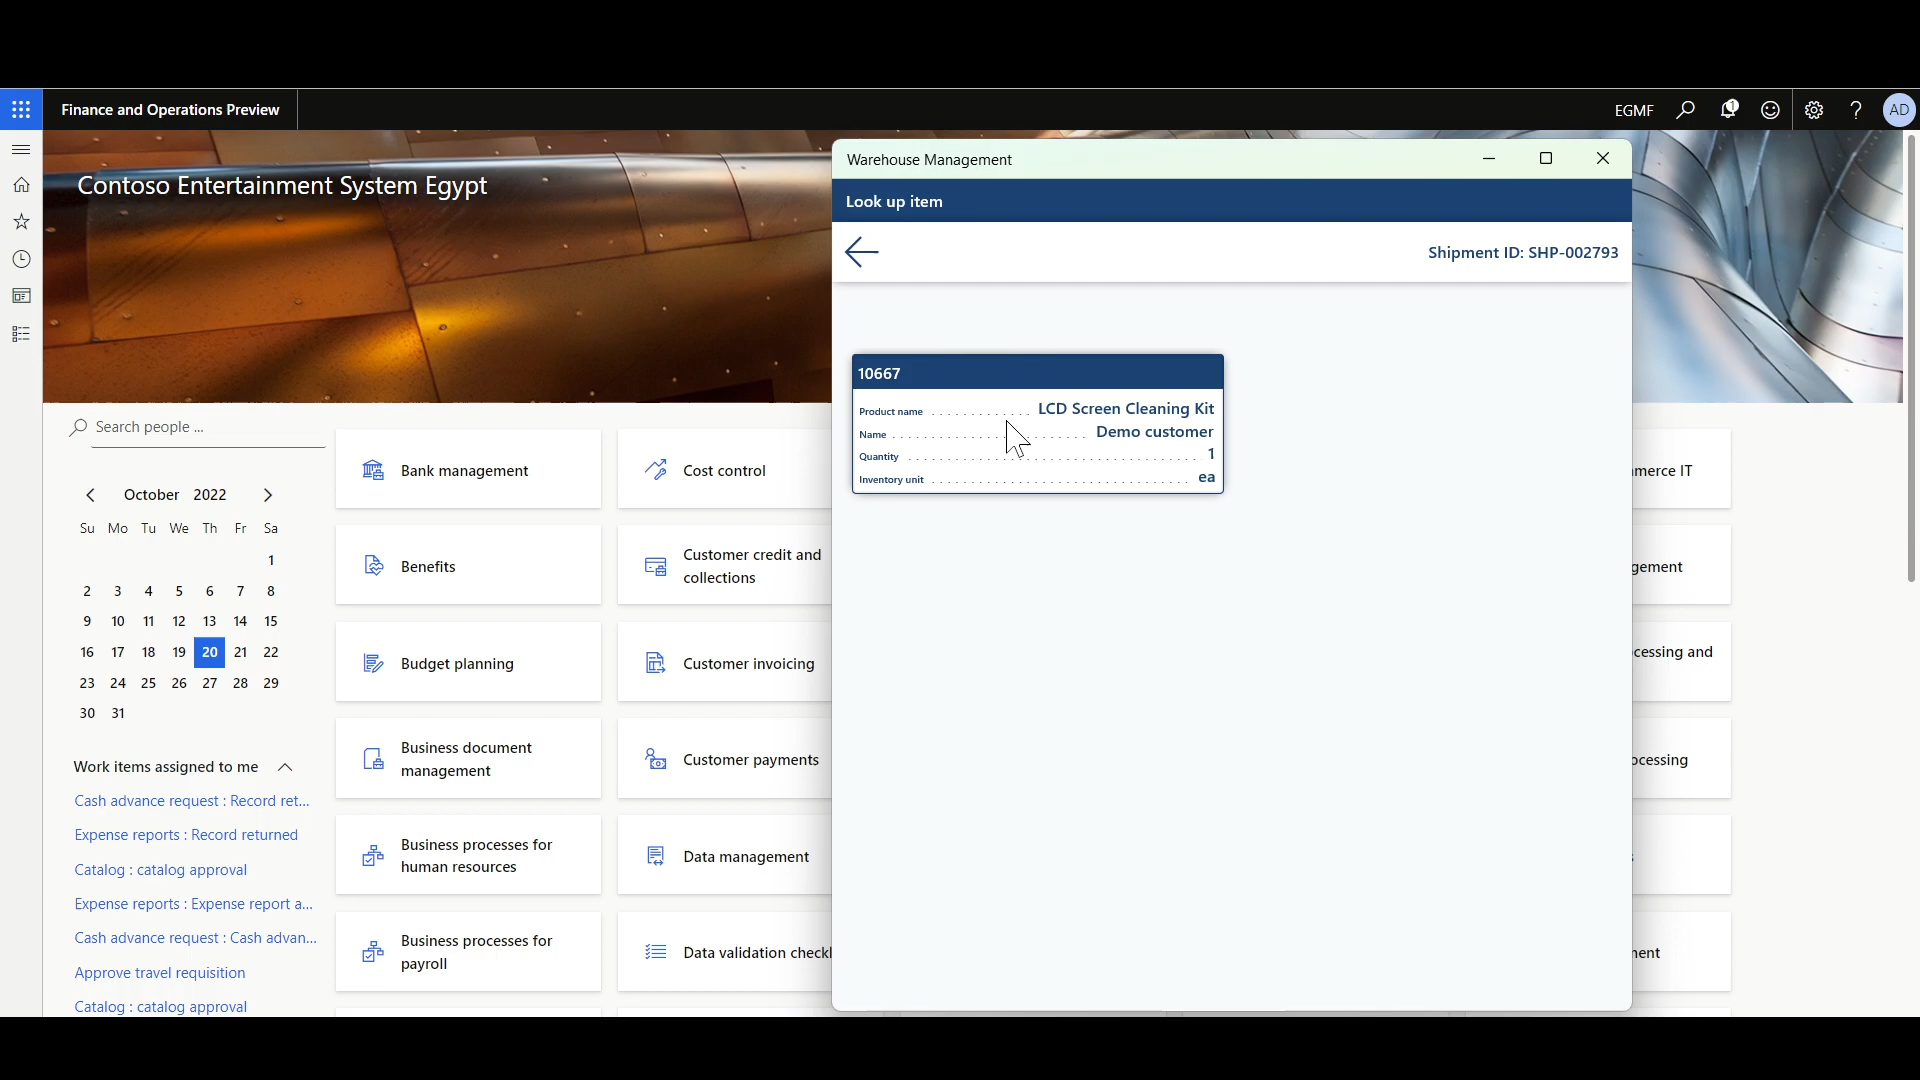 Finance and Operations Preview
EGMF
1
?
AD
Contoso Entertainment System Egypt
Search people ...
October 2022
Su Mo Tu We Th Fr Sa
1
2 3 4 5 6 7 8
9 10 11 12 13 14 15
16 17 18 19 20 21 22
23 24 25 26 27 28 29
30 31
Work items assigned to me
Cash advance request : Record ret...
Expense reports : Record returned
Catalog : catalog approval
Expense reports : Expense report a...
Cash advance request : Cash advan...
Approve travel requisition
Catalog : catalog approval
Bank management
Benefits
Budget planning
Business document
management
Business processes for
human resources
Business processes for
payroll
Cost control
Customer credit and
collections
Customer invoicing
Customer payments
Data management
Data validation checkl
Warehouse Management
Look up item
Shipment ID: SHP-002793
10667
Product name LCD Screen Cleaning Kit
Name Demo customer
Quantity 1
Inventory unit ea
merce IT
gement
cessing and
ocessing
ent